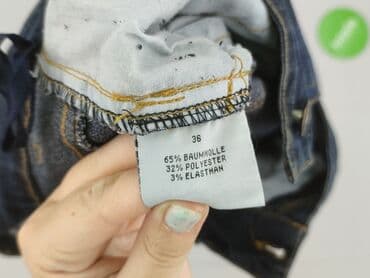 36
65% BAUMWOLLE
32% POLYESTER
3% ELASTHAN